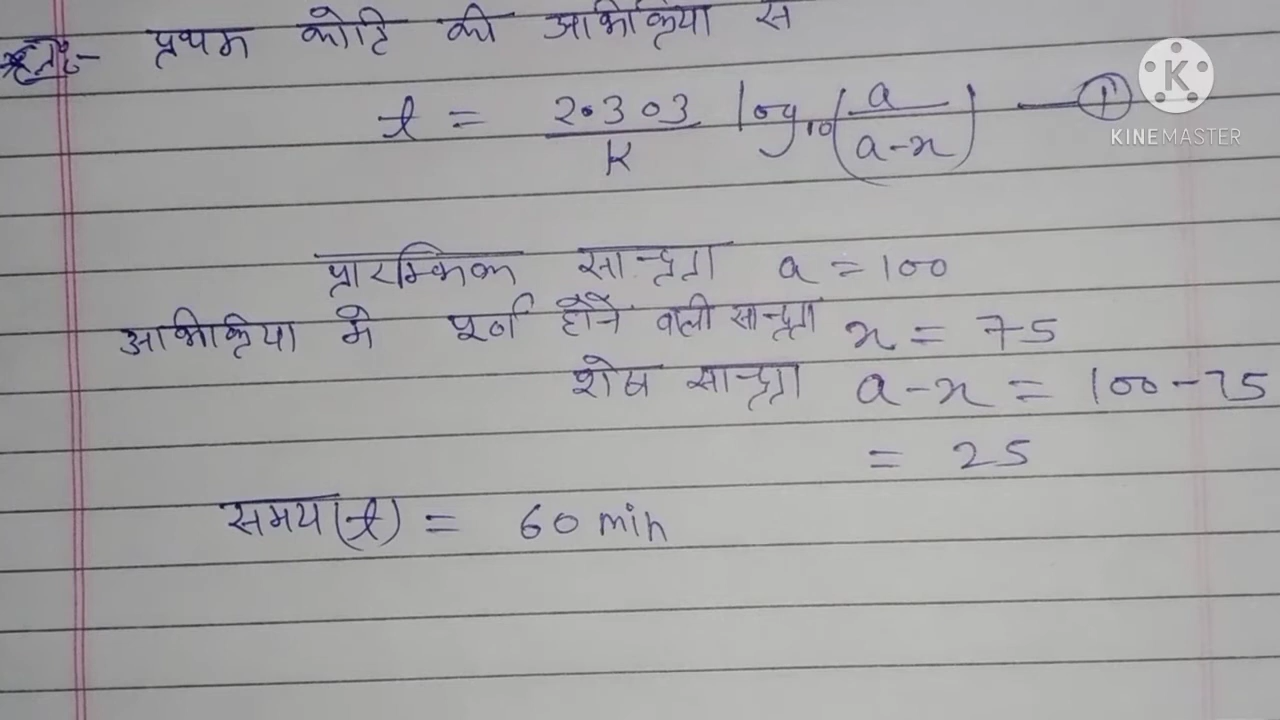 हल:- प्रथम कोटि की अभिक्रिया से
t = 2.303/K log₁₀(a/(a-x)) — ①
K
KINEMASTER
प्रारम्भिक सान्द्रता a = 100
अभिक्रिया मे पूर्ण होने वाली सान्द्रता x = 75
शेष सान्द्रता a-x = 100-75
= 25
समय(t) = 60 min